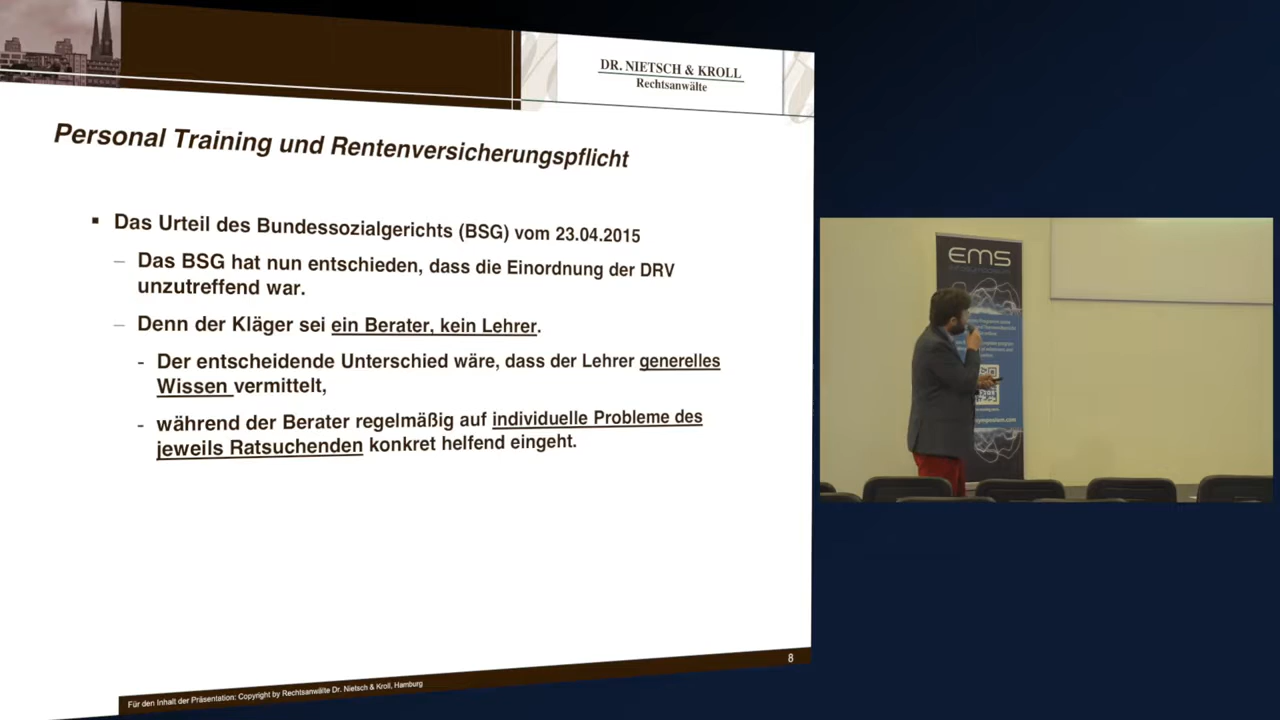 DR. NIETSCH & KROLL
Rechtsanwälte
Personal Training und Rentenversicherungspflicht
▪ Das Urteil des Bundessozialgerichts (BSG) vom 23.04.2015
– Das BSG hat nun entschieden, dass die Einordnung der DRV
unzutreffend war.
– Denn der Kläger sei ein Berater, kein Lehrer.
- Der entscheidende Unterschied wäre, dass der Lehrer generelles
Wissen vermittelt,
- während der Berater regelmäßig auf individuelle Probleme des
jeweils Ratsuchenden konkret helfend eingeht.
8
Für den Inhalt der Präsentation: Copyright by Rechtsanwälte Dr. Nietsch & Kroll, Hamburg
EMS